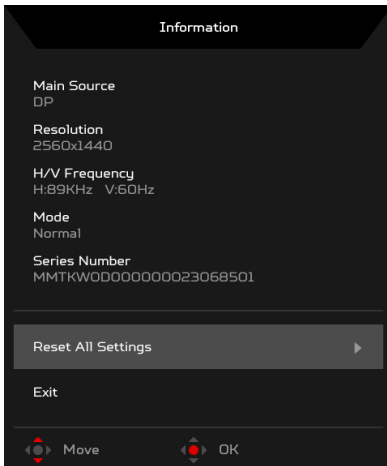 Information
Main Source
DP
Resolution
2560x1440
H/V Frequency
H:89KHz V:60Hz
Mode
Normal
Series Number
MMTKW0D000000023068501
Reset All Settings
Exit
Move OK